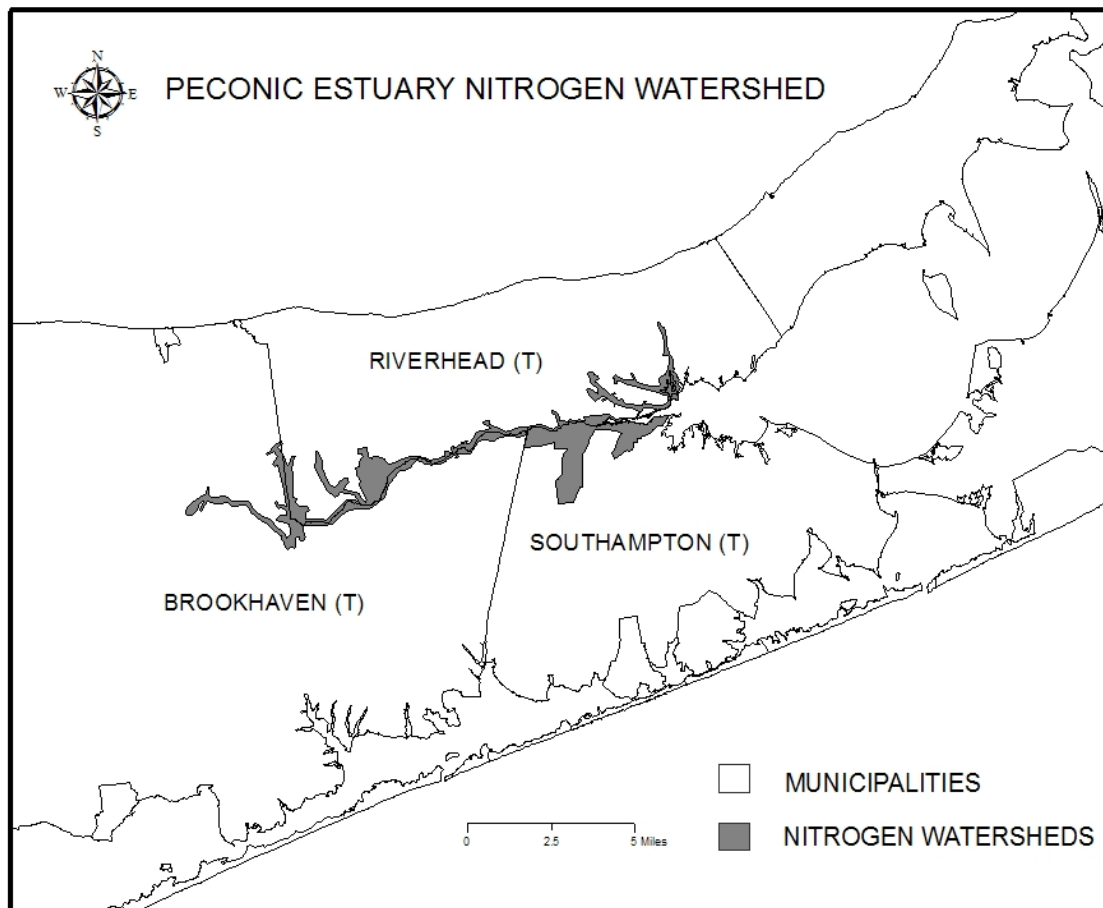 N
W E
S
PECONIC ESTUARY NITROGEN WATERSHED
RIVERHEAD (T)
SOUTHAMPTON (T)
BROOKHAVEN (T)
MUNICIPALITIES
NITROGEN WATERSHEDS
0 2.5 5 Miles